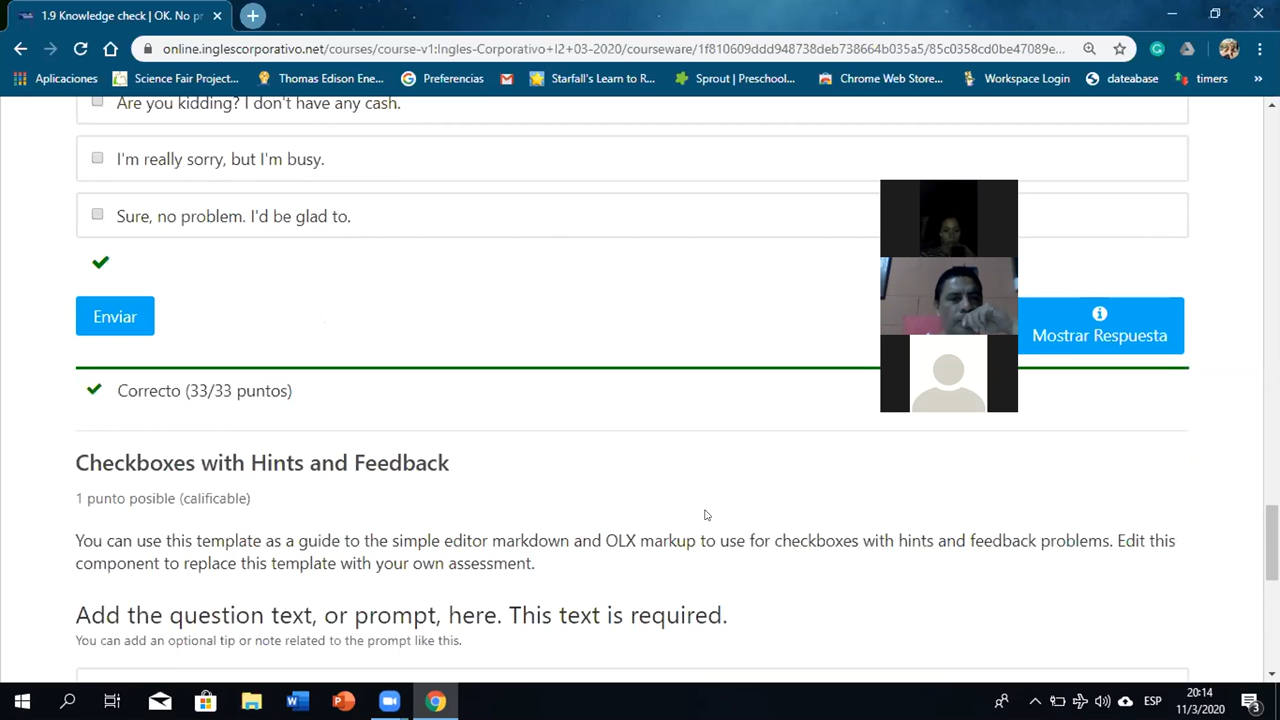 1.9 Knowledge check | OK. No pr
online.inglescorporativo.net/courses/course-v1:Ingles-Corporativo+I2+03-2020/courseware/1f810609ddd948738deb738664b035a5/85c0358cd0be47089e...
Aplicaciones Science Fair Project... Thomas Edison Ene... Preferencias Starfall's Learn to R... Sprout | Preschool... Chrome Web Store... Workspace Login dateabase timers »
Are you kidding? I don't have any cash.
I'm really sorry, but I'm busy.
Sure, no problem. I'd be glad to.
Enviar
Mostrar Respuesta
Correcto (33/33 puntos)
Checkboxes with Hints and Feedback
1 punto posible (calificable)
You can use this template as a guide to the simple editor markdown and OLX markup to use for checkboxes with hints and feedback problems. Edit this
component to replace this template with your own assessment.
Add the question text, or prompt, here. This text is required.
You can add an optional tip or note related to the prompt like this.
ESP
20:14
11/3/2020
3